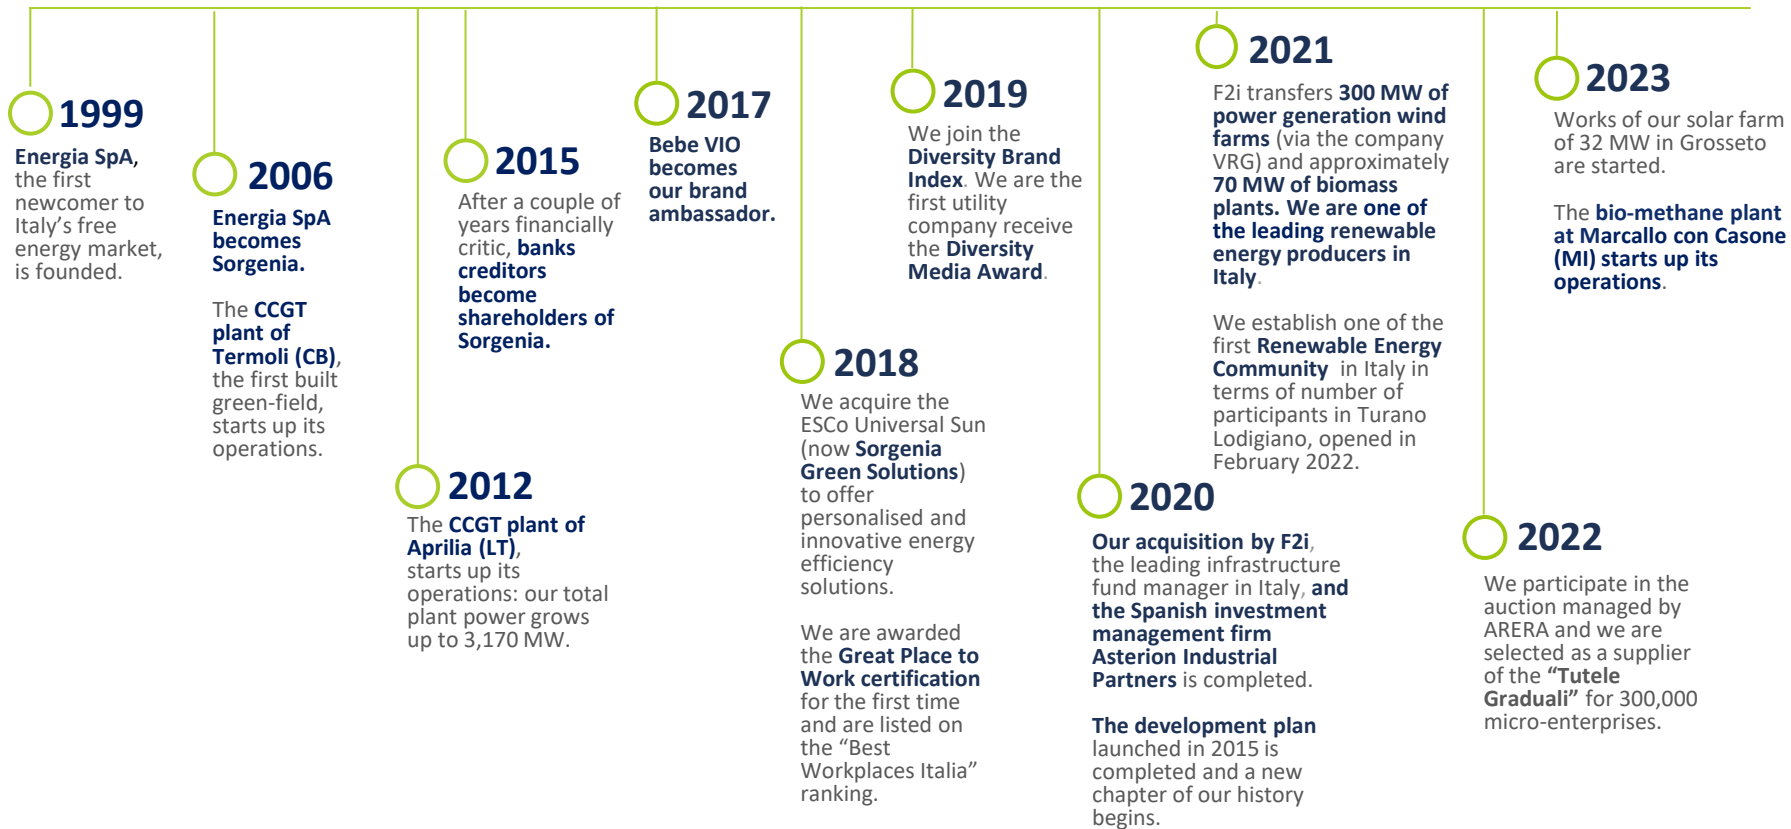 1999
Energia SpA,
the first
newcomer to
Italy's free
energy market,
is founded.
2006
Energia SpA
becomes
Sorgenia.
The CCGT
plant of
Termoli (CB),
the first built
green-field,
starts up its
operations.
2012
The CCGT plant of
Aprilia (LT),
starts up its
operations: our total
plant power grows
up to 3,170 MW.
2015
After a couple of
years financially
critic, banks
creditors
become
shareholders of
Sorgenia.
2017
Bebe VIO
becomes
our brand
ambassador.
2018
We acquire the
ESCo Universal Sun
(now Sorgenia
Green Solutions)
to offer
personalised and
innovative energy
efficiency
solutions.
We are awarded
the Great Place to
Work certification
for the first time
and are listed on
the “Best
Workplaces Italia”
ranking.
2019
We join the
Diversity Brand
Index. We are the
first utility
company receive
the Diversity
Media Award.
2020
Our acquisition by F2i,
the leading infrastructure
fund manager in Italy, and
the Spanish investment
management firm
Asterion Industrial
Partners is completed.
The development plan
launched in 2015 is
completed and a new
chapter of our history
begins.
2021
F2i transfers 300 MW of
power generation wind
farms (via the company
VRG) and approximately
70 MW of biomass
plants. We are one of
the leading renewable
energy producers in
Italy.
We establish one of the
first Renewable Energy
Community in Italy in
terms of number of
participants in Turano
Lodigiano, opened in
February 2022.
2022
We participate in the
auction managed by
ARERA and we are
selected as a supplier
of the “Tutele
Graduali” for 300,000
micro-enterprises.
2023
Works of our solar farm
of 32 MW in Grosseto
are started.
The bio-methane plant
at Marcallo con Casone
(MI) starts up its
operations.